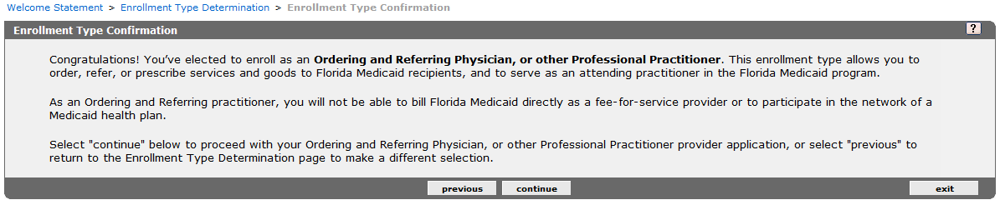 Welcome Statement > Enrollment Type Determination > Enrollment Type Confirmation
Enrollment Type Confirmation ?
Congratulations! You’ve elected to enroll as an Ordering and Referring Physician, or other Professional Practitioner. This enrollment type allows you to
order, refer, or prescribe services and goods to Florida Medicaid recipients, and to serve as an attending practitioner in the Florida Medicaid program.
As an Ordering and Referring practitioner, you will not be able to bill Florida Medicaid directly as a fee-for-service provider or to participate in the network of a
Medicaid health plan.
Select "continue" below to proceed with your Ordering and Referring Physician, or other Professional Practitioner provider application, or select "previous" to
return to the Enrollment Type Determination page to make a different selection.
previous continue exit